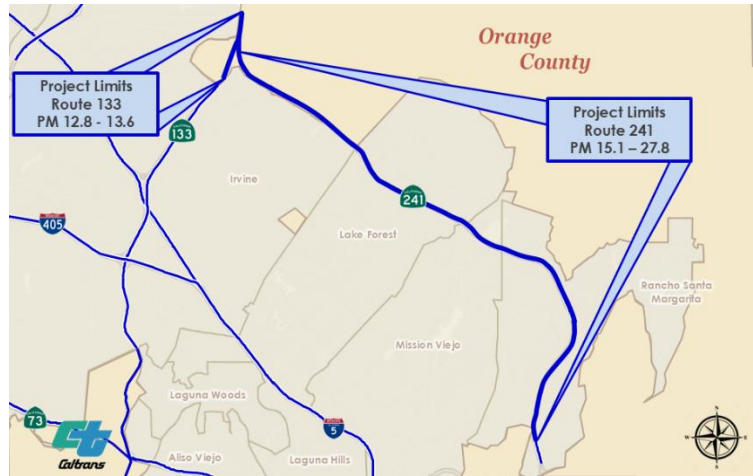 Orange
County
Project Limits
Route 133
PM 12.8 - 13.6
Project Limits
Route 241
PM 15.1 – 27.8
133
Irvine
241
405
Lake Forest
Rancho Santa
Margarita
Mission Viejo
Laguna Woods
73
5
Ct
Caltrans
Aliso Viejo
Laguna Hills
N
W
E
S